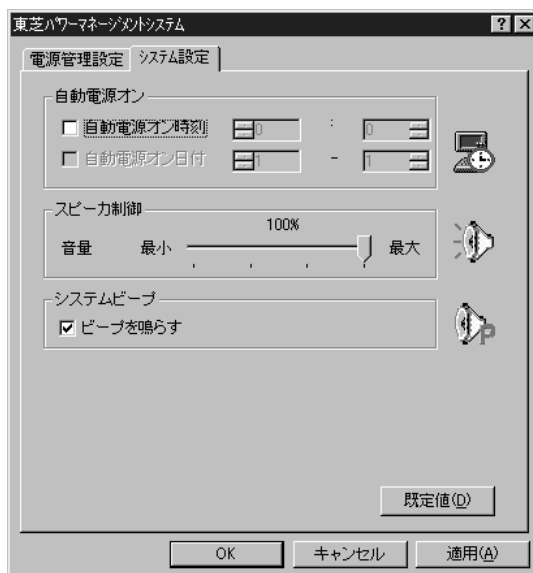 東芝パワーマネージメントシステム
電源管理設定 システム設定
自動電源オン
自動電源オン時刻 0 : 0
自動電源オン日付 1 - 1
スピーカ制御
100%
音量 最小 最大
システムビープ
ビープを鳴らす
既定値(D)
OK キャンセル 適用(A)